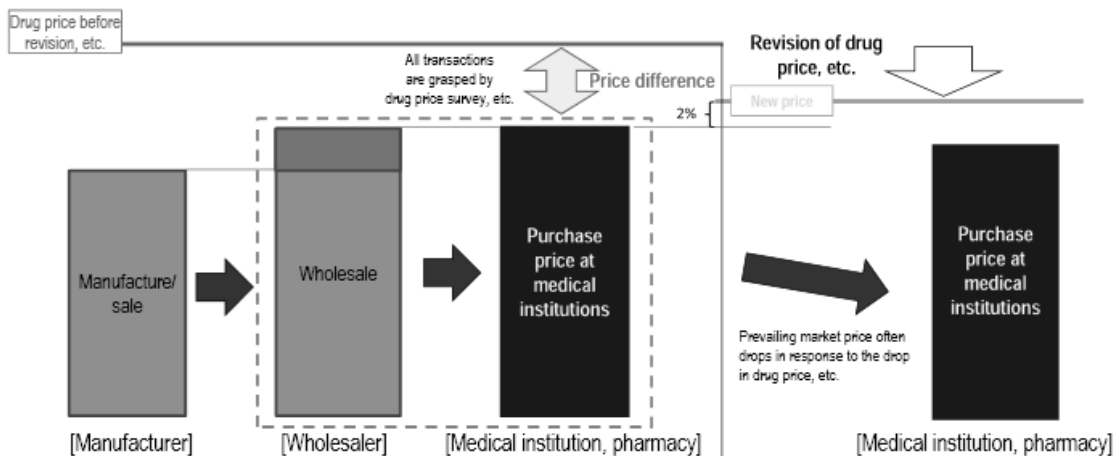 Drug price before
revision, etc.
All transactions
are grasped by
drug price survey, etc.
Price difference
Revision of drug
price, etc.
New price
2%
Manufacture/
sale
Wholesale
Purchase
price at
medical
institutions
Purchase
price at
medical
institutions
Prevailing market price often
drops in response to the drop
in drug price, etc.
[Manufacturer]
[Wholesaler]
[Medical institution, pharmacy]
[Medical institution, pharmacy]